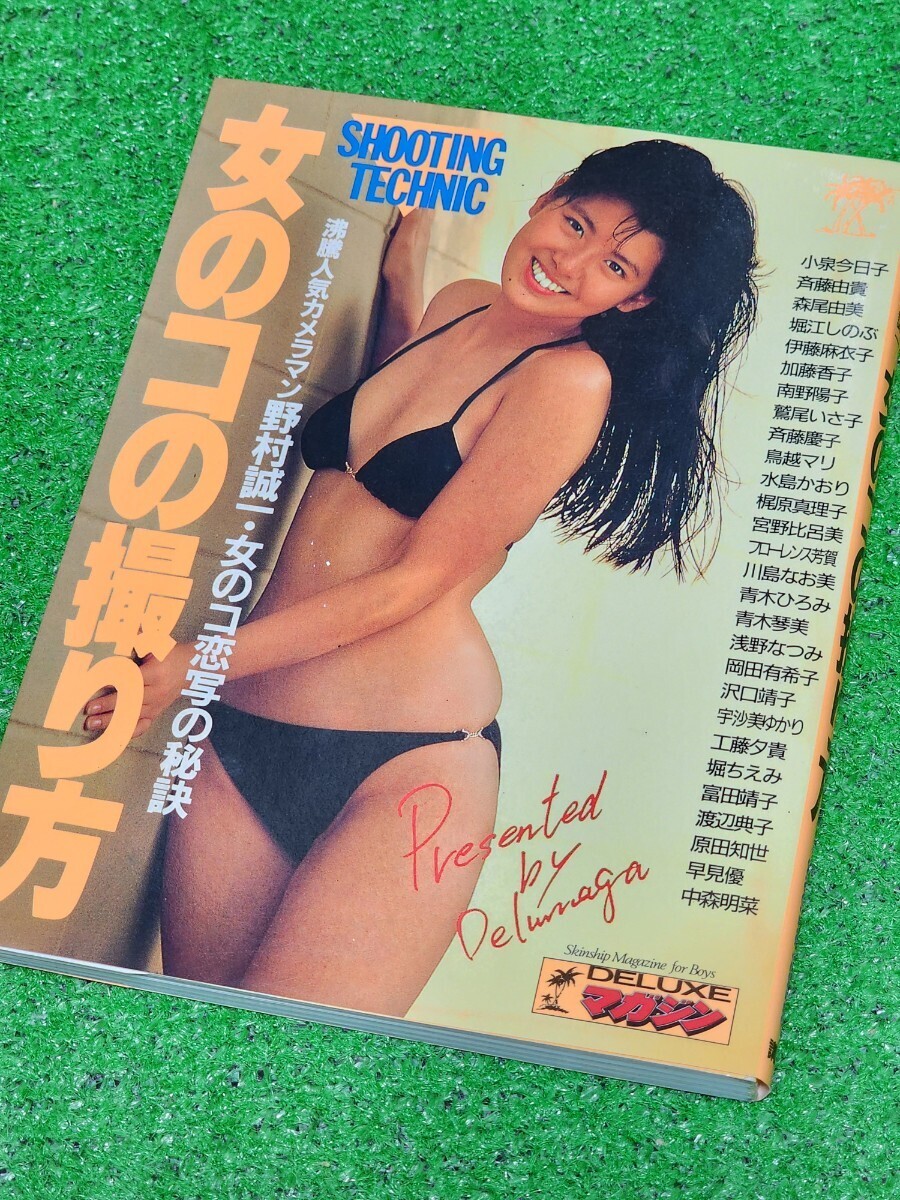 SHOOTING
TECHNIC
女のコの撮り方
沸騰人気カメラマン野村誠一・女のコ恋写の秘訣
小泉今日子
斉藤由貴
森尾由美
堀江しのぶ
伊藤麻衣子
加藤香子
南野陽子
鷲尾いさ子
斉藤慶子
鳥越マリ
水島かおり
梶原真理子
宮野比呂美
フローレンス芳賀
川島なお美
青木ひろみ
青木琴美
浅野なつみ
岡田有希子
沢口靖子
宇沙美ゆかり
工藤夕貴
堀ちえみ
富田靖子
渡辺典子
原田知世
早見優
中森明菜
Presented
by
Delumaga
Skinship Magazine for Boys
DELUXE
マガジン